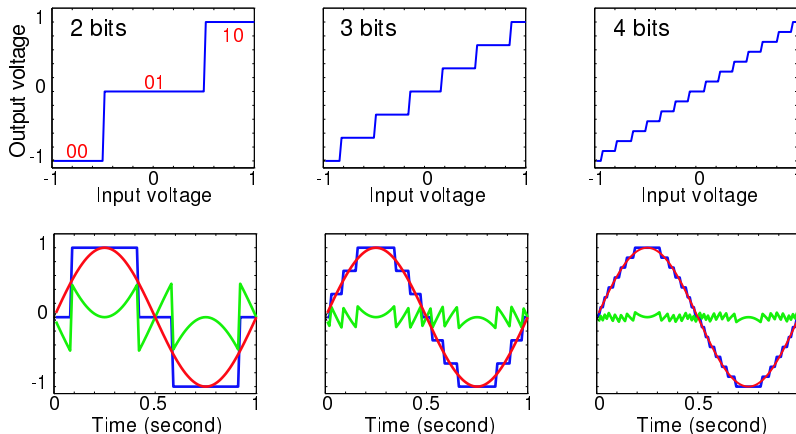 2 bits
3 bits
4 bits
Output voltage
1
0
-1
00
01
10
-1 0 1
-1 0 1
-1 0 1
Input voltage
Input voltage
Input voltage
1
0
-1
0 0.5 1
0 0.5 1
0 0.5 1
Time (second)
Time (second)
Time (second)